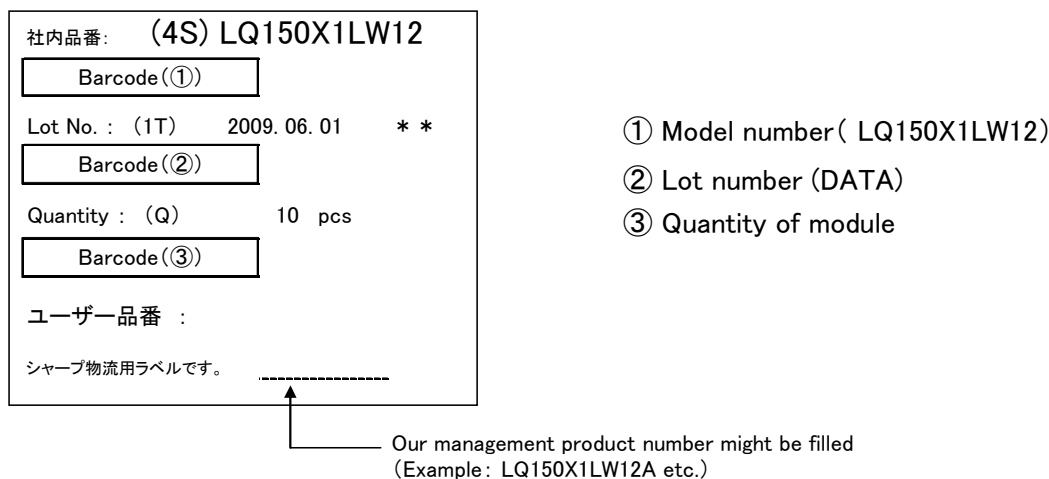 社内品番: (4S) LQ150X1LW12
Barcode(①)
Lot No. : (1T) 2009. 06. 01 * *
Barcode(②)
Quantity : (Q) 10 pcs
Barcode(③)
ユーザー品番 :
シャープ物流用ラベルです。
① Model number( LQ150X1LW12)
② Lot number (DATA)
③ Quantity of module
Our management product number might be filled
(Example: LQ150X1LW12A etc.)